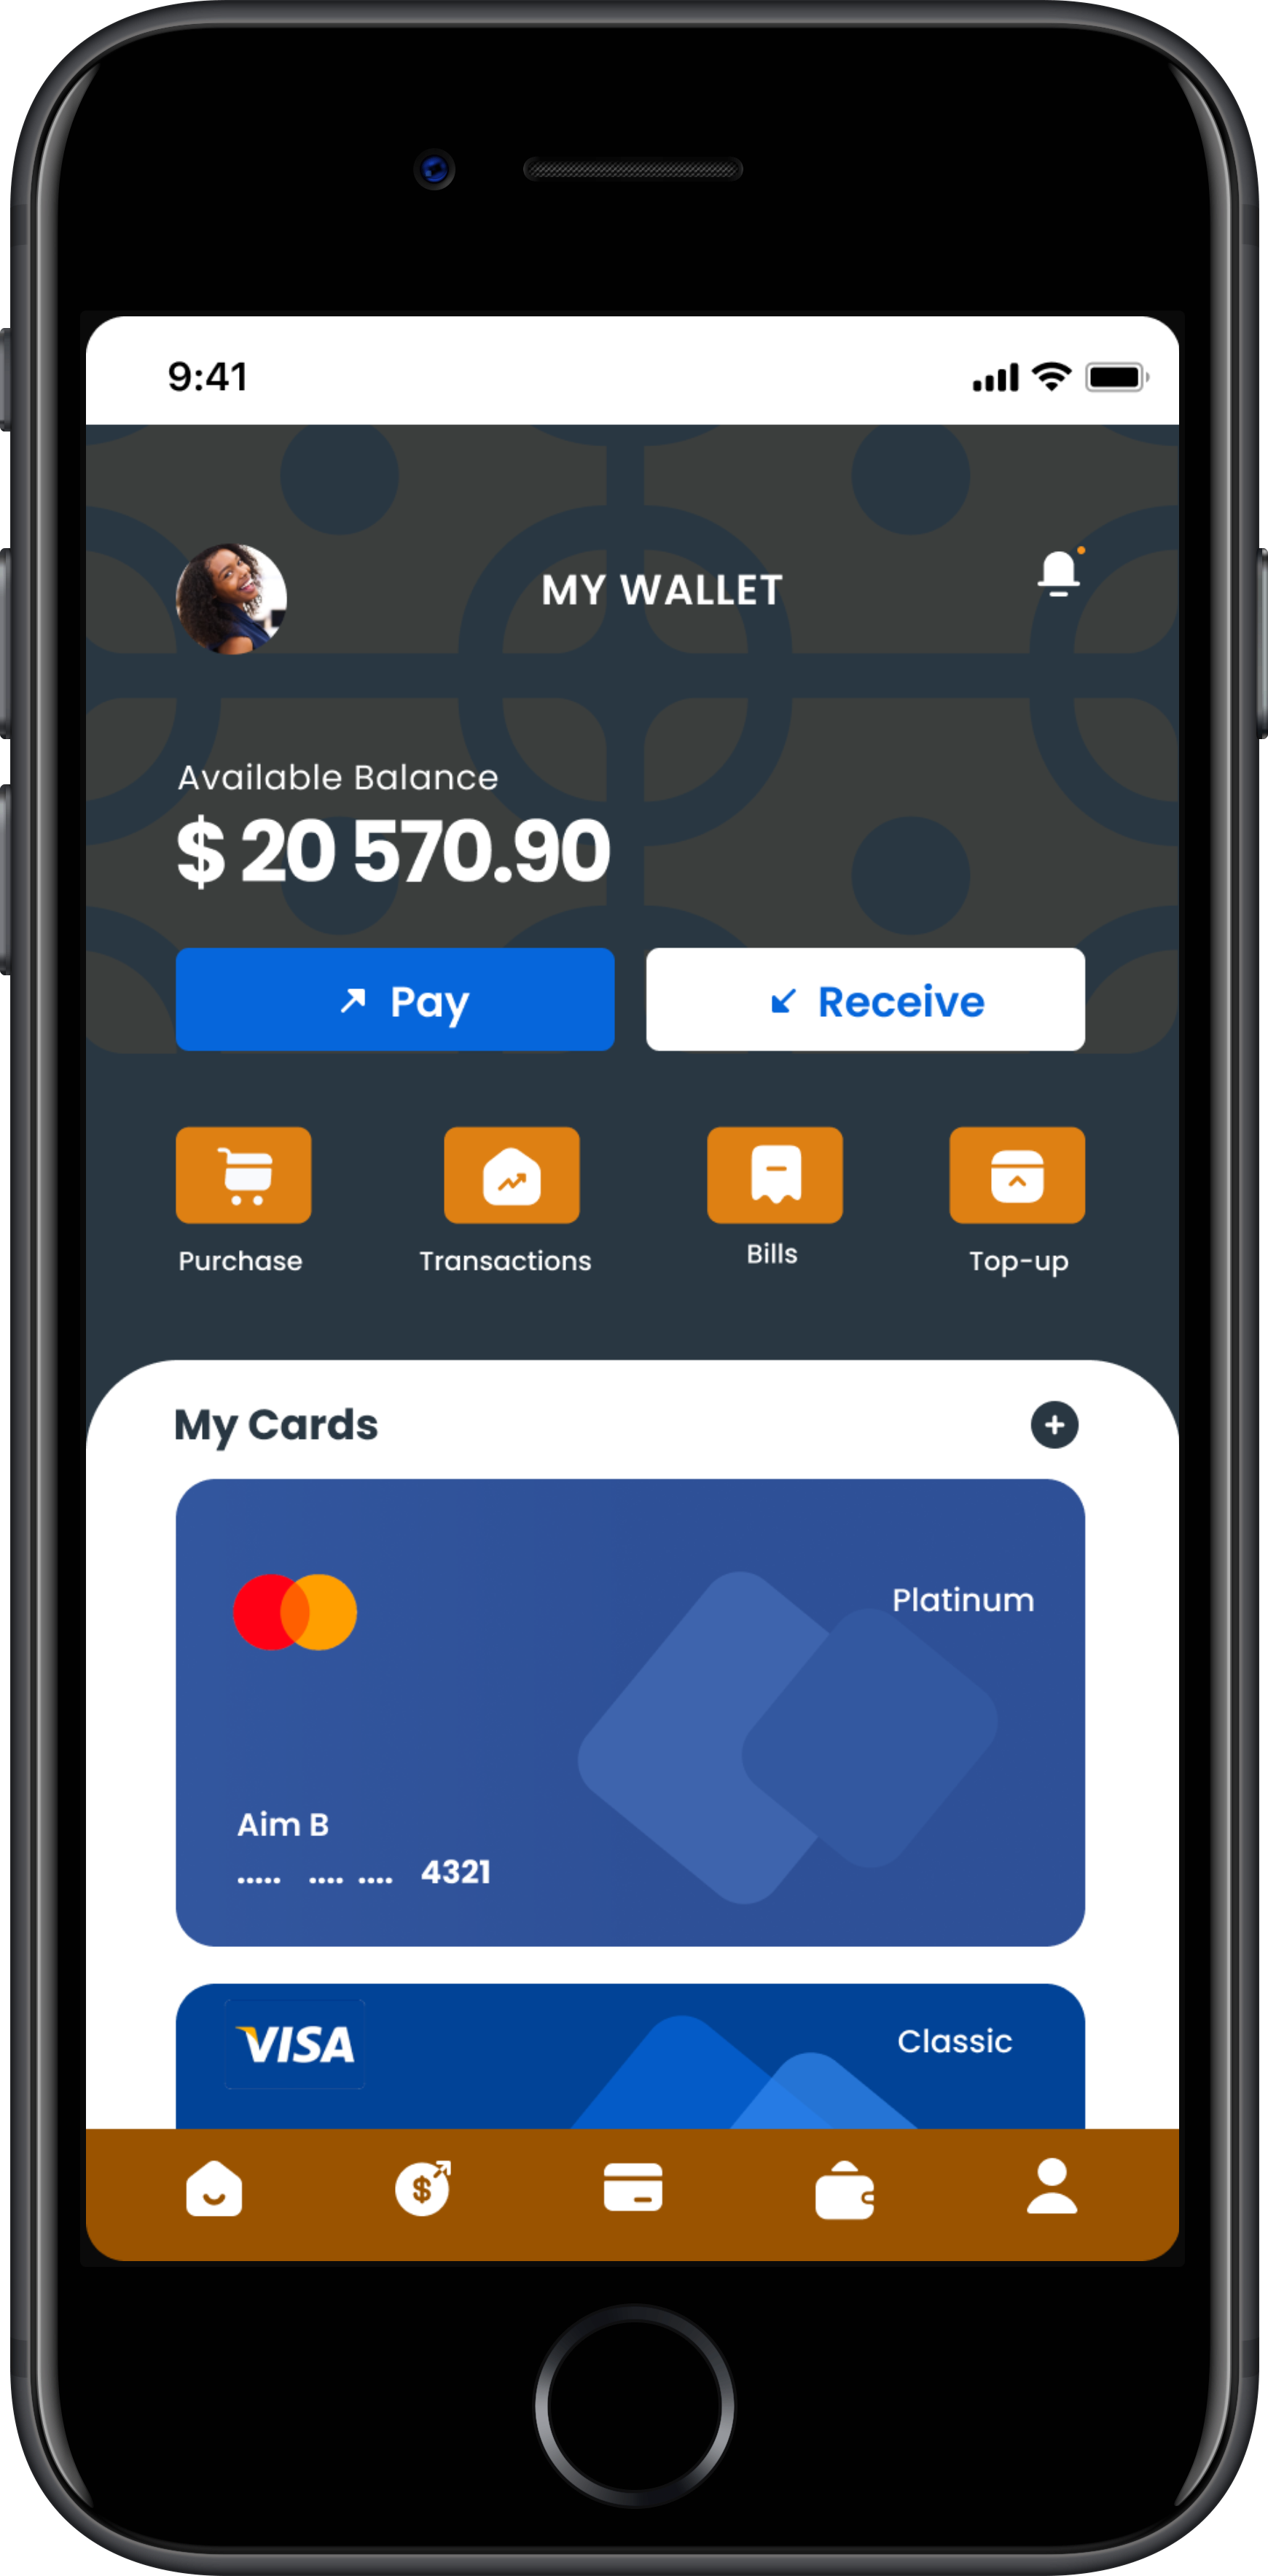 9:41
MY WALLET
Available Balance
$ 20 570.90
Pay
Receive
Purchase
Transactions
Bills
Top-up
My Cards
Platinum
Aim B
..... .... .... 4321
VISA
Classic
$